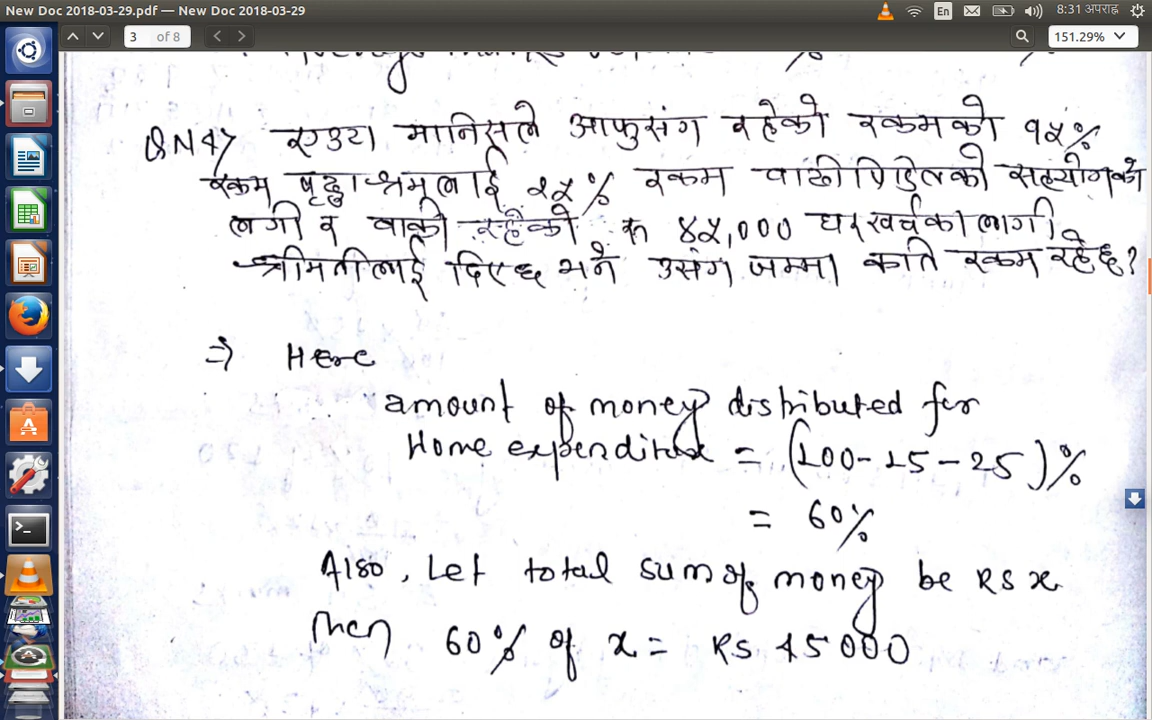 New Doc 2018-03-29.pdf — New Doc 2018-03-29
En
8:31 अपराह्न
3 of 8
151.29%
QN4> एउटा मानिसले आफुसंग रहेको रकमको १५%
रकम वृद्धाश्रमलाई २५% रकम वाढीपिडितको सहयोगको
लागी र बाकी रहेको रू ४५,००० घरखर्चका लागी
श्रीमतीलाई दिएछ भने उसंग जम्मा कति रकम रहेछ?
⇒ Here
amount of money distributed for
Home expenditure = (100-15-25)%
= 60%
Also, Let total sum of money be RS x
Then 60% of x = RS 45000